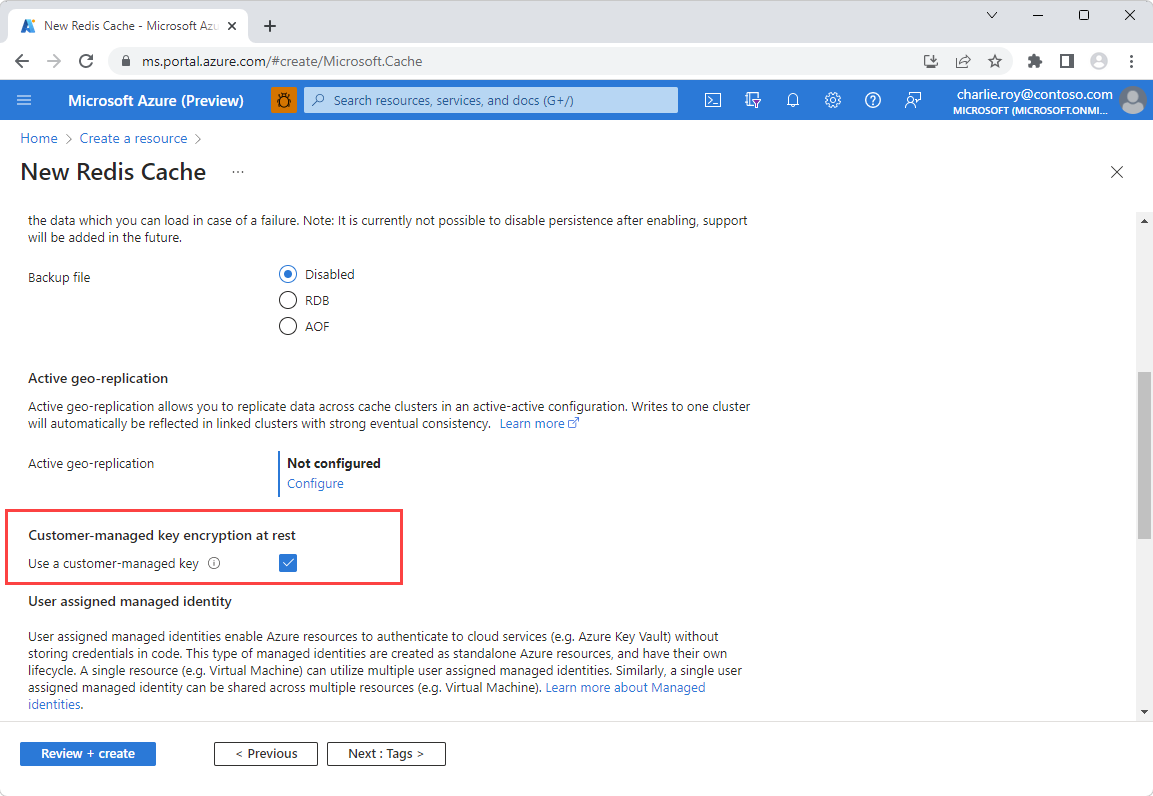 New Redis Cache - Microsoft Azu
ms.portal.azure.com/#create/Microsoft.Cache
Microsoft Azure (Preview)
Search resources, services, and docs (G+/)
charlie.roy@contoso.com
MICROSOFT (MICROSOFT.ONMI...
Home > Create a resource >
New Redis Cache ...
the data which you can load in case of a failure. Note: It is currently not possible to disable persistence after enabling, support
will be added in the future.
Backup file
Disabled
RDB
AOF
Active geo-replication
Active geo-replication allows you to replicate data across cache clusters in an active-active configuration. Writes to one cluster
will automatically be reflected in linked clusters with strong eventual consistency. Learn more
Active geo-replication
Not configured
Configure
Customer-managed key encryption at rest
Use a customer-managed key
User assigned managed identity
User assigned managed identities enable Azure resources to authenticate to cloud services (e.g. Azure Key Vault) without
storing credentials in code. This type of managed identities are created as standalone Azure resources, and have their own
lifecycle. A single resource (e.g. Virtual Machine) can utilize multiple user assigned managed identities. Similarly, a single user
assigned managed identity can be shared across multiple resources (e.g. Virtual Machine). Learn more about Managed
identities.
Review + create
< Previous
Next : Tags >